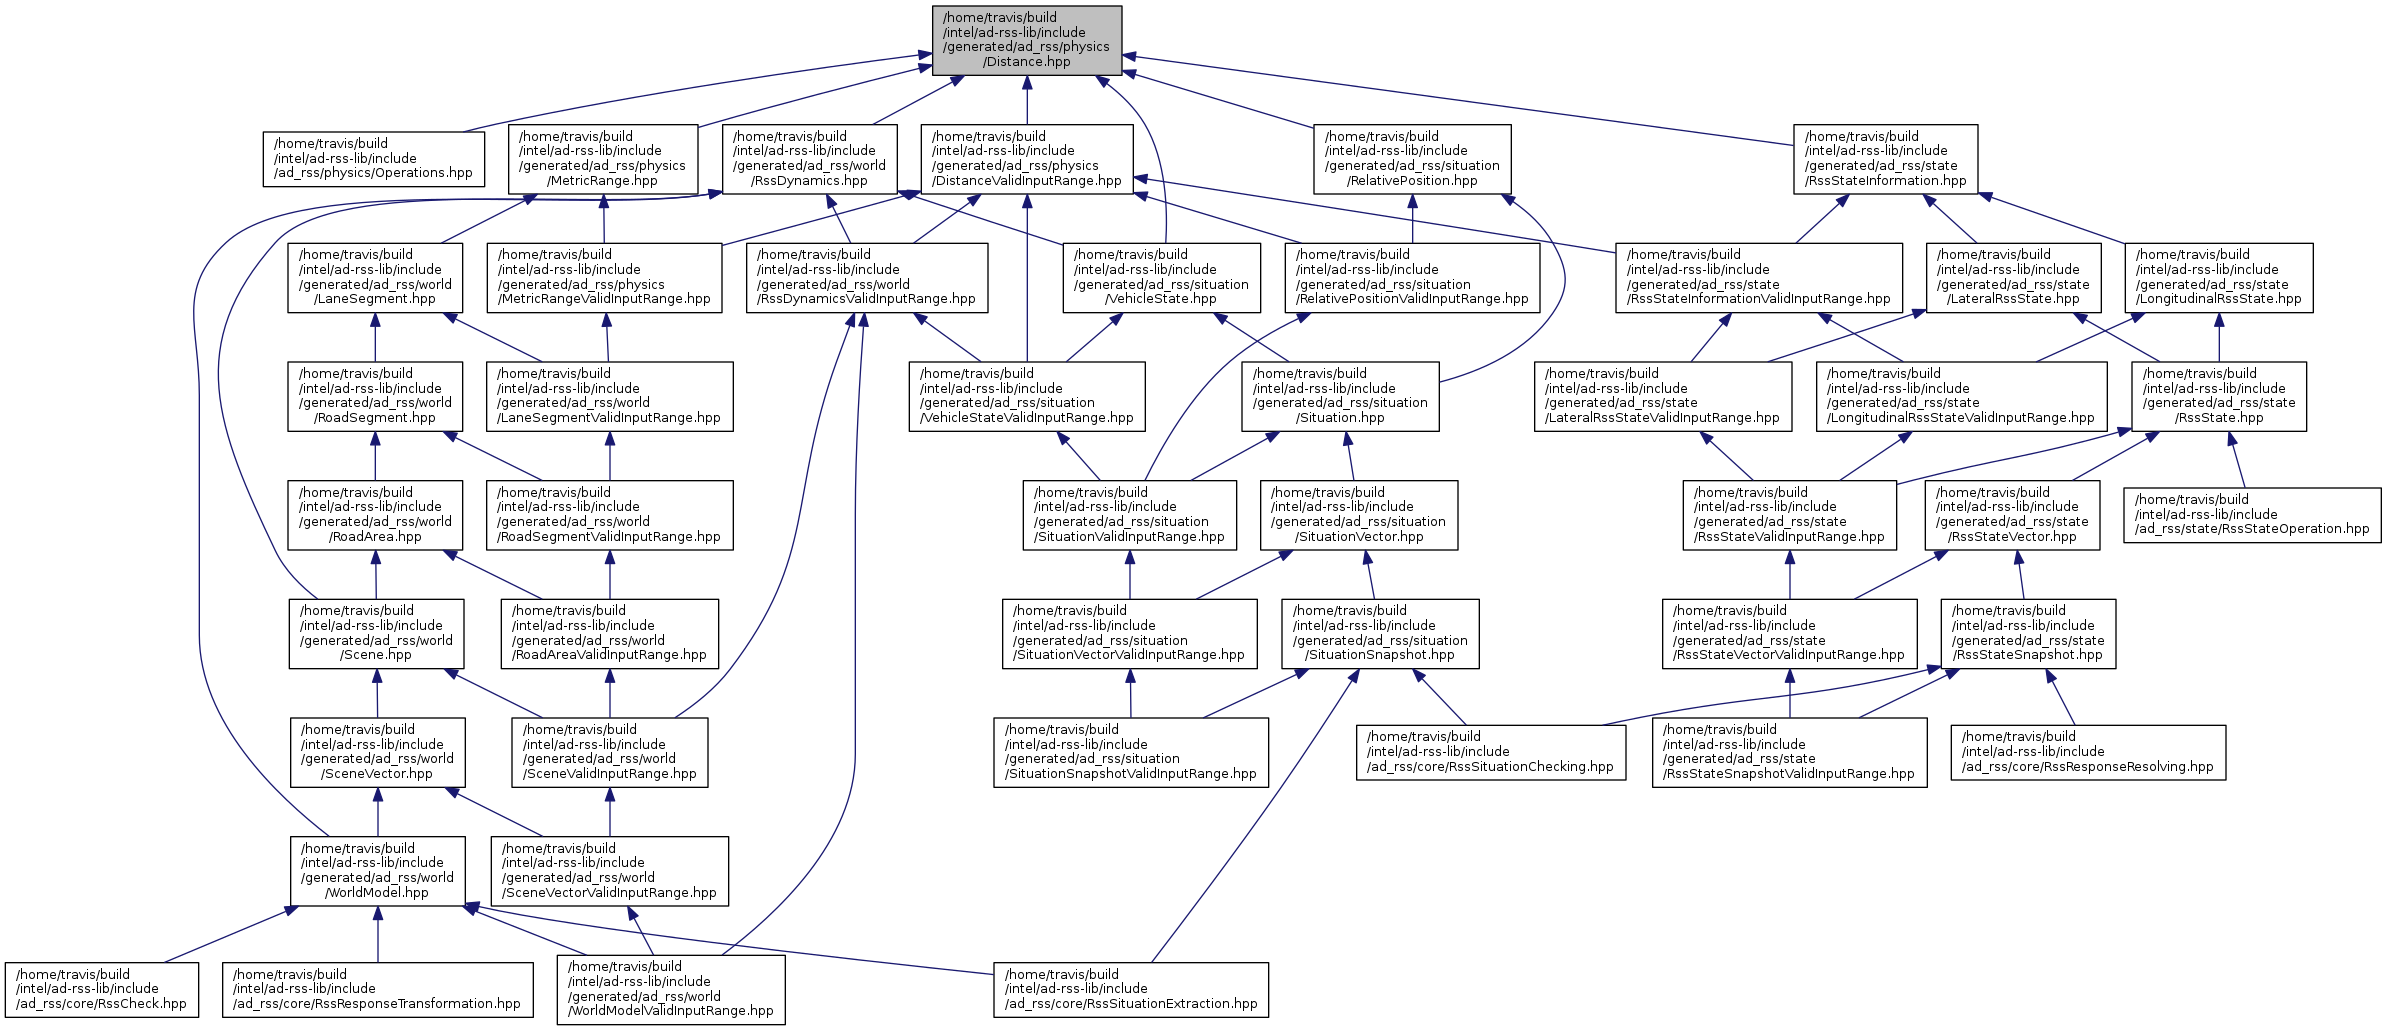 /home/travis/build
/intel/ad-rss-lib/include
/generated/ad_rss/physics
/Distance.hpp
/home/travis/build
/intel/ad-rss-lib/include
/ad_rss/physics/Operations.hpp
/home/travis/build
/intel/ad-rss-lib/include
/generated/ad_rss/physics
/MetricRange.hpp
/home/travis/build
/intel/ad-rss-lib/include
/generated/ad_rss/world
/RssDynamics.hpp
/home/travis/build
/intel/ad-rss-lib/include
/generated/ad_rss/physics
/DistanceValidInputRange.hpp
/home/travis/build
/intel/ad-rss-lib/include
/generated/ad_rss/situation
/RelativePosition.hpp
/home/travis/build
/intel/ad-rss-lib/include
/generated/ad_rss/state
/RssStateInformation.hpp
/home/travis/build
/intel/ad-rss-lib/include
/generated/ad_rss/world
/LaneSegment.hpp
/home/travis/build
/intel/ad-rss-lib/include
/generated/ad_rss/physics
/MetricRangeValidInputRange.hpp
/home/travis/build
/intel/ad-rss-lib/include
/generated/ad_rss/world
/RssDynamicsValidInputRange.hpp
/home/travis/build
/intel/ad-rss-lib/include
/generated/ad_rss/situation
/VehicleState.hpp
/home/travis/build
/intel/ad-rss-lib/include
/generated/ad_rss/situation
/RelativePositionValidInputRange.hpp
/home/travis/build
/intel/ad-rss-lib/include
/generated/ad_rss/state
/RssStateInformationValidInputRange.hpp
/home/travis/build
/intel/ad-rss-lib/include
/generated/ad_rss/state
/LateralRssState.hpp
/home/travis/build
/intel/ad-rss-lib/include
/generated/ad_rss/state
/LongitudinalRssState.hpp
/home/travis/build
/intel/ad-rss-lib/include
/generated/ad_rss/world
/RoadSegment.hpp
/home/travis/build
/intel/ad-rss-lib/include
/generated/ad_rss/world
/LaneSegmentValidInputRange.hpp
/home/travis/build
/intel/ad-rss-lib/include
/generated/ad_rss/situation
/VehicleStateValidInputRange.hpp
/home/travis/build
/intel/ad-rss-lib/include
/generated/ad_rss/situation
/Situation.hpp
/home/travis/build
/intel/ad-rss-lib/include
/generated/ad_rss/state
/LateralRssStateValidInputRange.hpp
/home/travis/build
/intel/ad-rss-lib/include
/generated/ad_rss/state
/LongitudinalRssStateValidInputRange.hpp
/home/travis/build
/intel/ad-rss-lib/include
/generated/ad_rss/state
/RssState.hpp
/home/travis/build
/intel/ad-rss-lib/include
/generated/ad_rss/world
/RoadArea.hpp
/home/travis/build
/intel/ad-rss-lib/include
/generated/ad_rss/world
/RoadSegmentValidInputRange.hpp
/home/travis/build
/intel/ad-rss-lib/include
/generated/ad_rss/situation
/SituationValidInputRange.hpp
/home/travis/build
/intel/ad-rss-lib/include
/generated/ad_rss/situation
/SituationVector.hpp
/home/travis/build
/intel/ad-rss-lib/include
/generated/ad_rss/state
/RssStateValidInputRange.hpp
/home/travis/build
/intel/ad-rss-lib/include
/generated/ad_rss/state
/RssStateVector.hpp
/home/travis/build
/intel/ad-rss-lib/include
/ad_rss/state/RssStateOperation.hpp
/home/travis/build
/intel/ad-rss-lib/include
/generated/ad_rss/world
/Scene.hpp
/home/travis/build
/intel/ad-rss-lib/include
/generated/ad_rss/world
/RoadAreaValidInputRange.hpp
/home/travis/build
/intel/ad-rss-lib/include
/generated/ad_rss/situation
/SituationVectorValidInputRange.hpp
/home/travis/build
/intel/ad-rss-lib/include
/generated/ad_rss/situation
/SituationSnapshot.hpp
/home/travis/build
/intel/ad-rss-lib/include
/generated/ad_rss/state
/RssStateVectorValidInputRange.hpp
/home/travis/build
/intel/ad-rss-lib/include
/generated/ad_rss/state
/RssStateSnapshot.hpp
/home/travis/build
/intel/ad-rss-lib/include
/generated/ad_rss/world
/SceneVector.hpp
/home/travis/build
/intel/ad-rss-lib/include
/generated/ad_rss/world
/SceneValidInputRange.hpp
/home/travis/build
/intel/ad-rss-lib/include
/generated/ad_rss/situation
/SituationSnapshotValidInputRange.hpp
/home/travis/build
/intel/ad-rss-lib/include
/ad_rss/core/RssSituationChecking.hpp
/home/travis/build
/intel/ad-rss-lib/include
/generated/ad_rss/state
/RssStateSnapshotValidInputRange.hpp
/home/travis/build
/intel/ad-rss-lib/include
/ad_rss/core/RssResponseResolving.hpp
/home/travis/build
/intel/ad-rss-lib/include
/generated/ad_rss/world
/WorldModel.hpp
/home/travis/build
/intel/ad-rss-lib/include
/generated/ad_rss/world
/SceneVectorValidInputRange.hpp
/home/travis/build
/intel/ad-rss-lib/include
/ad_rss/core/RssCheck.hpp
/home/travis/build
/intel/ad-rss-lib/include
/ad_rss/core/RssResponseTransformation.hpp
/home/travis/build
/intel/ad-rss-lib/include
/generated/ad_rss/world
/WorldModelValidInputRange.hpp
/home/travis/build
/intel/ad-rss-lib/include
/ad_rss/core/RssSituationExtraction.hpp